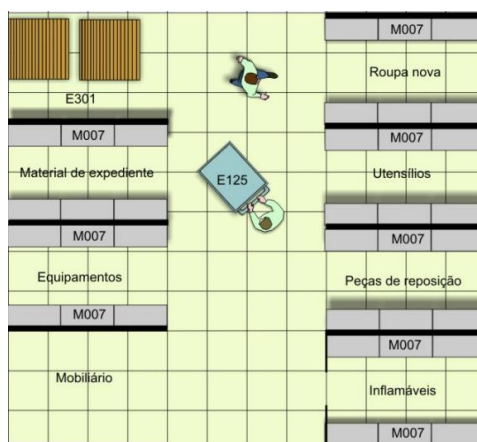 M007
Roupa nova
E301
M007
M007
Material de expediente
E125
Utensílios
M007
M007
Equipamentos
Peças de reposição
M007
M007
Mobiliário
Inflamáveis
M007